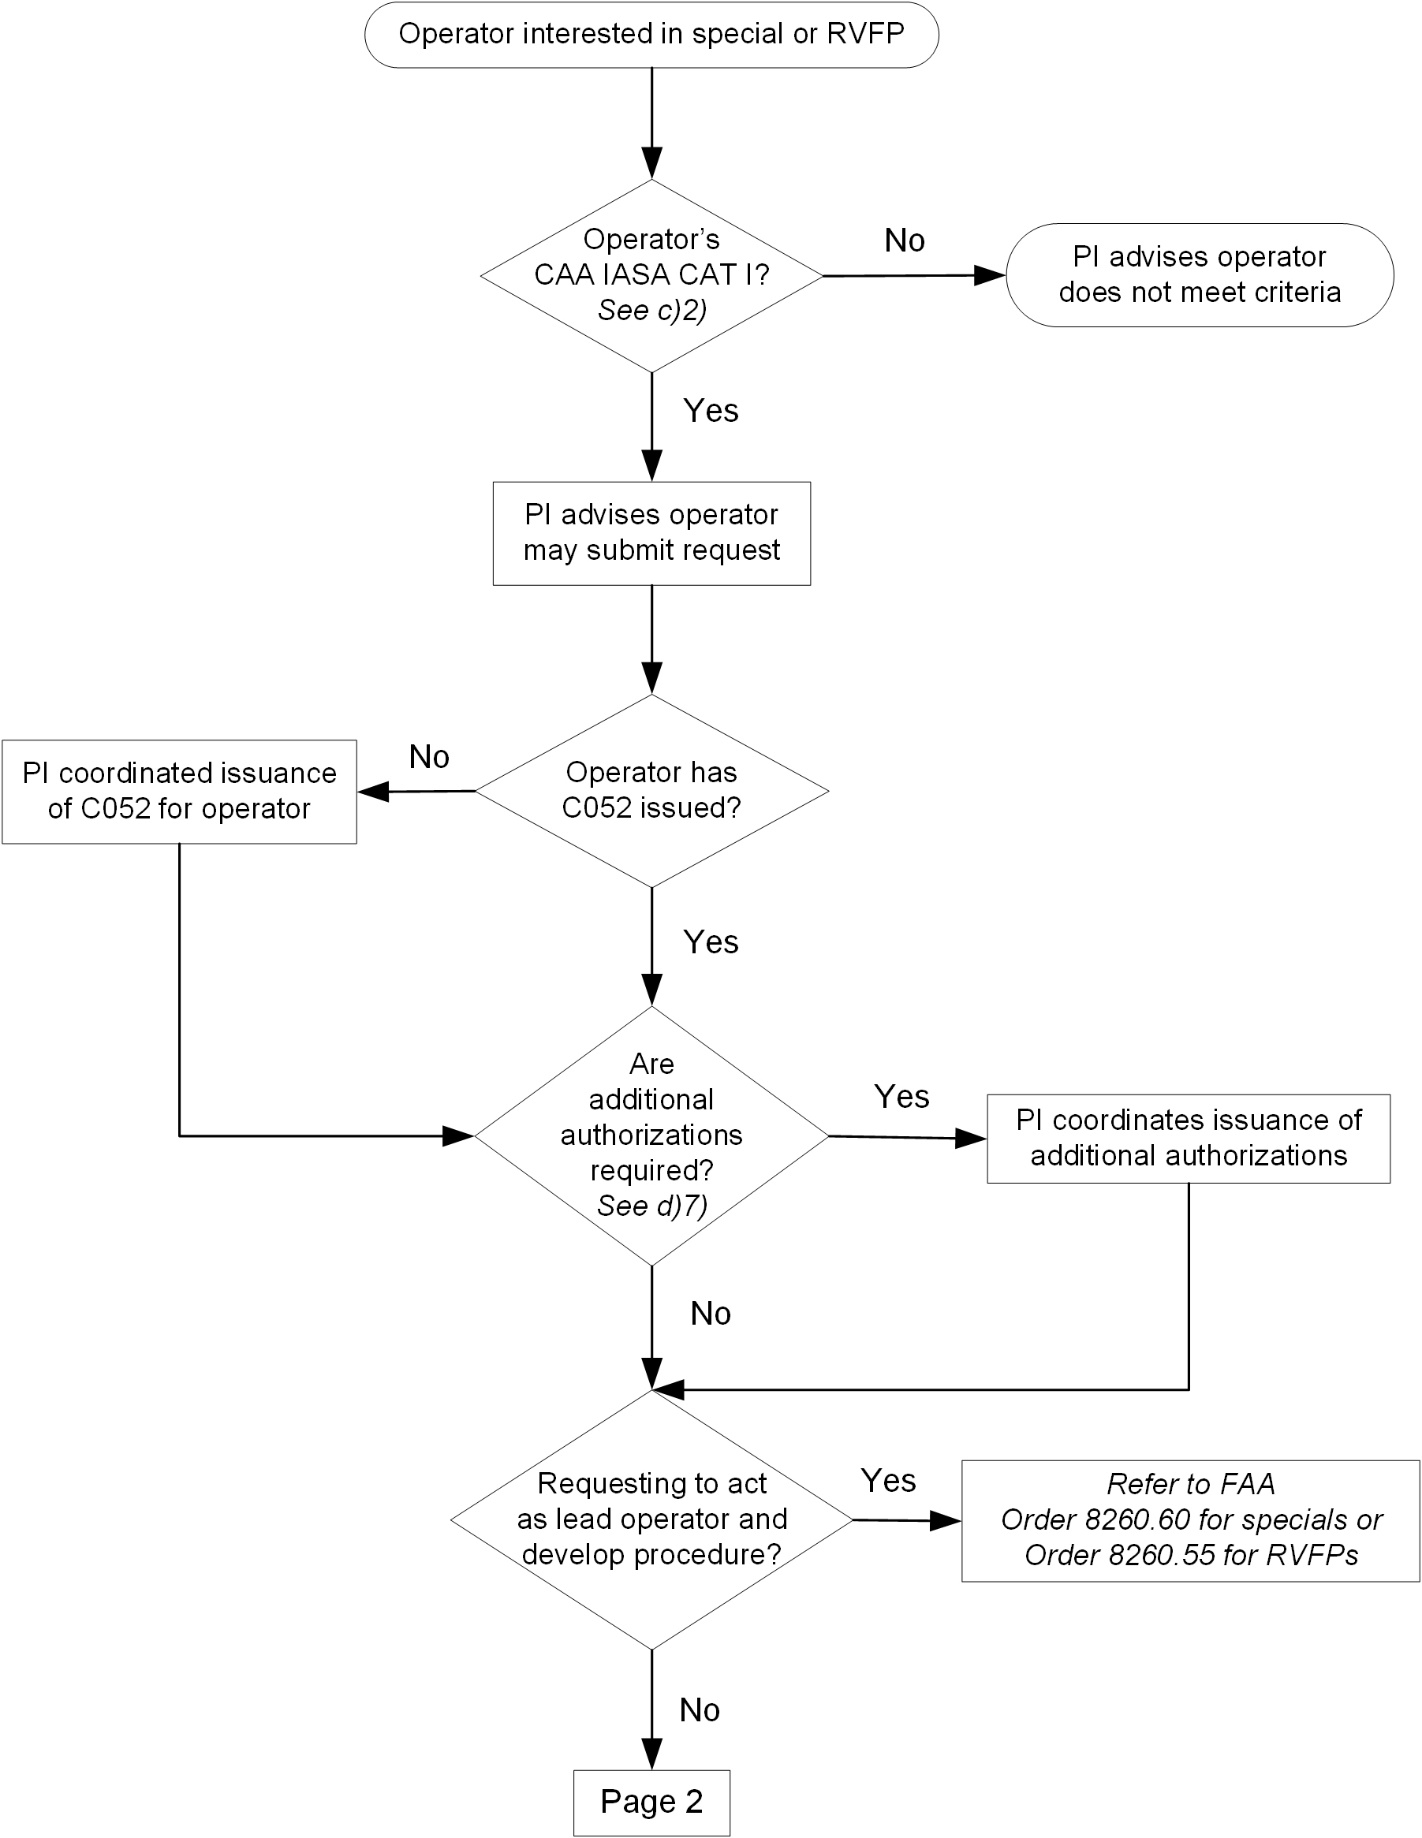 Operator interested in special or RVFP
Operator’s
CAA IASA CAT I?
See c)2)
No
PI advises operator
does not meet criteria
Yes
PI advises operator
may submit request
Operator has
C052 issued?
No
PI coordinated issuance
of C052 for operator
Yes
Are
additional
authorizations
required?
See d)7)
Yes
PI coordinates issuance of
additional authorizations
No
Requesting to act
as lead operator and
develop procedure?
Yes
Refer to FAA
Order 8260.60 for specials or
Order 8260.55 for RVFPs
No
Page 2